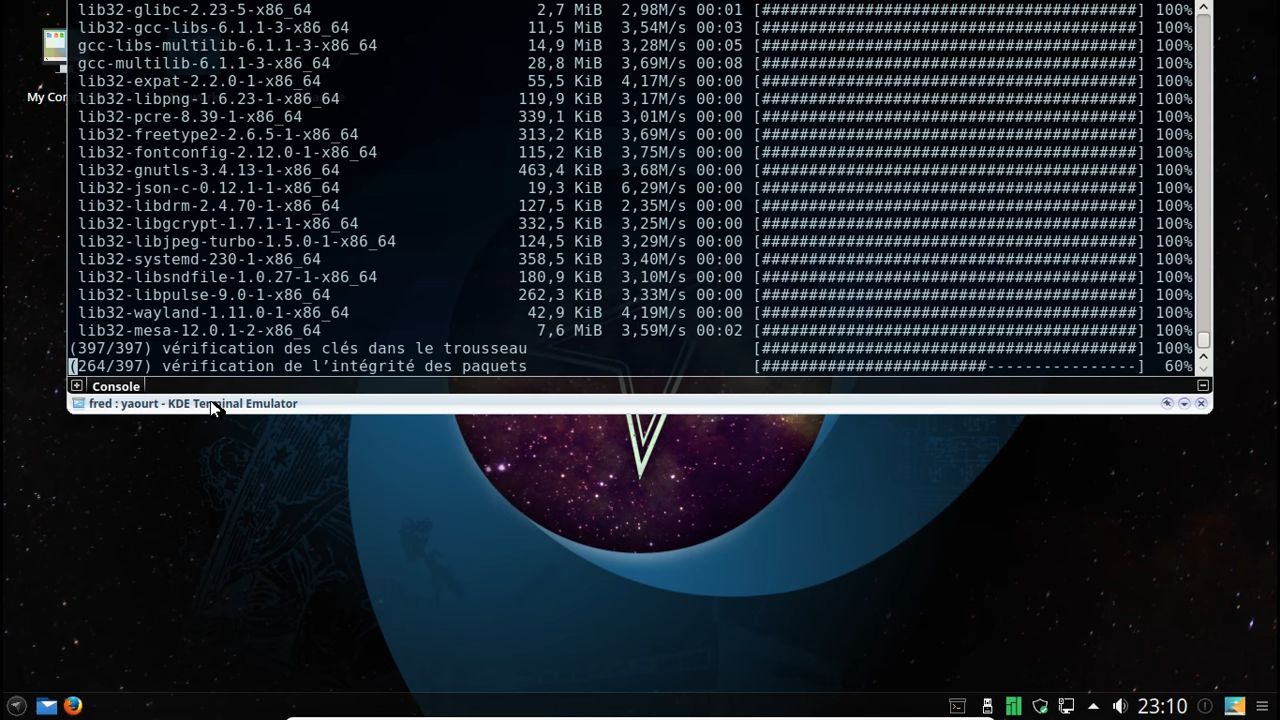 lib32-glibc-2.23-5-x86_64 2,7 MiB 2,98M/s 00:01 [########################################] 100%
lib32-gcc-libs-6.1.1-3-x86_64 11,5 MiB 3,54M/s 00:03 [########################################] 100%
gcc-libs-multilib-6.1.1-3-x86_64 14,9 MiB 3,28M/s 00:05 [########################################] 100%
gcc-multilib-6.1.1-3-x86_64 28,8 MiB 3,69M/s 00:08 [########################################] 100%
lib32-expat-2.2.0-1-x86_64 55,5 KiB 4,17M/s 00:00 [########################################] 100%
lib32-libpng-1.6.23-1-x86_64 119,9 KiB 3,17M/s 00:00 [########################################] 100%
lib32-pcre-8.39-1-x86_64 339,1 KiB 3,01M/s 00:00 [########################################] 100%
lib32-freetype2-2.6.5-1-x86_64 313,2 KiB 3,69M/s 00:00 [########################################] 100%
lib32-fontconfig-2.12.0-1-x86_64 115,2 KiB 3,75M/s 00:00 [########################################] 100%
lib32-gnutls-3.4.13-1-x86_64 463,4 KiB 3,68M/s 00:00 [########################################] 100%
lib32-json-c-0.12.1-1-x86_64 19,3 KiB 6,29M/s 00:00 [########################################] 100%
lib32-libdrm-2.4.70-1-x86_64 127,5 KiB 2,35M/s 00:00 [########################################] 100%
lib32-libgcrypt-1.7.1-1-x86_64 332,5 KiB 3,25M/s 00:00 [########################################] 100%
lib32-libjpeg-turbo-1.5.0-1-x86_64 124,5 KiB 3,29M/s 00:00 [########################################] 100%
lib32-systemd-230-1-x86_64 358,5 KiB 3,40M/s 00:00 [########################################] 100%
lib32-libsndfile-1.0.27-1-x86_64 180,9 KiB 3,10M/s 00:00 [########################################] 100%
lib32-libpulse-9.0-1-x86_64 262,3 KiB 3,33M/s 00:00 [########################################] 100%
lib32-wayland-1.11.0-1-x86_64 42,9 KiB 4,19M/s 00:00 [########################################] 100%
lib32-mesa-12.0.1-2-x86_64 7,6 MiB 3,59M/s 00:02 [########################################] 100%
(397/397) vérification des clés dans le trousseau [########################################] 100%
(264/397) vérification de l’intégrité des paquets [########################----------------] 60%
My Com
Console
fred : yaourt - KDE Terminal Emulator
23:10